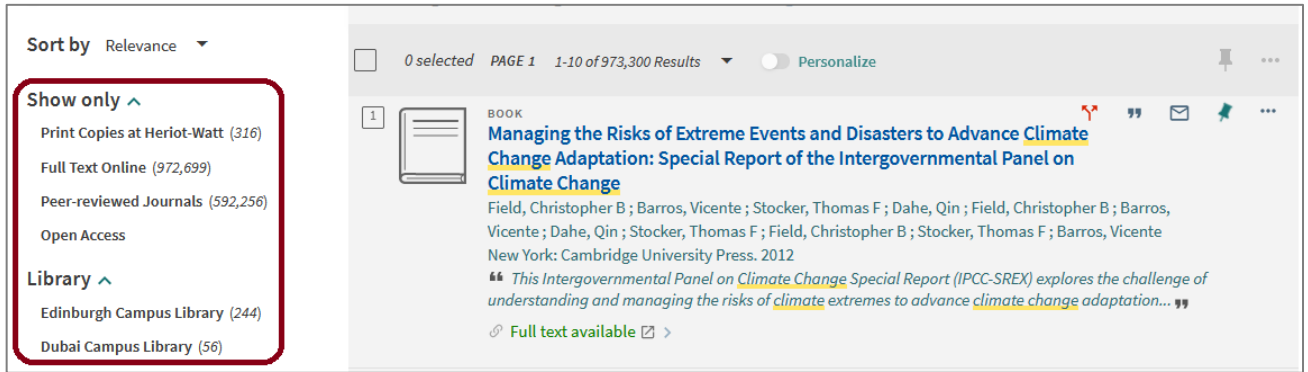 Sort by Relevance
Show only
Print Copies at Heriot-Watt (316)
Full Text Online (972,699)
Peer-reviewed Journals (592,256)
Open Access
Library
Edinburgh Campus Library (244)
Dubai Campus Library (56)
0 selected PAGE 1 1-10 of 973,300 Results Personalize
1
BOOK
Managing the Risks of Extreme Events and Disasters to Advance Climate
Change Adaptation: Special Report of the Intergovernmental Panel on
Climate Change
Field, Christopher B ; Barros, Vicente ; Stocker, Thomas F ; Dahe, Qin ; Field, Christopher B ; Barros,
Vicente ; Dahe, Qin ; Stocker, Thomas F ; Field, Christopher B ; Stocker, Thomas F ; Barros, Vicente
New York: Cambridge University Press. 2012
❝ This Intergovernmental Panel on Climate Change Special Report (IPCC-SREX) explores the challenge of
understanding and managing the risks of climate extremes to advance climate change adaptation... ❞
Full text available